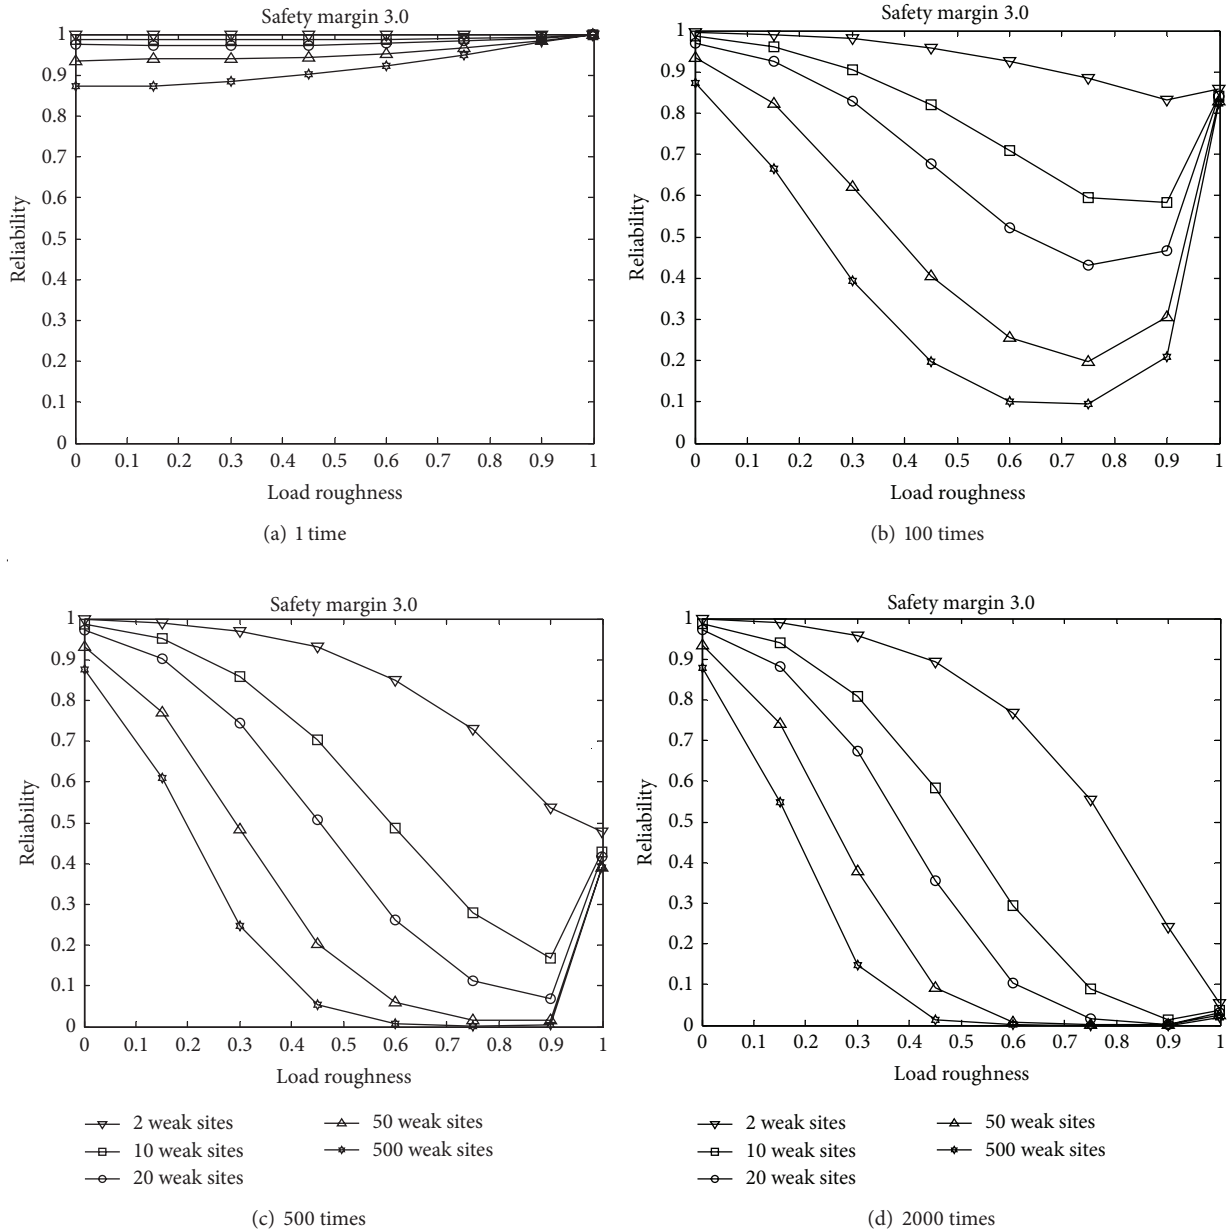 Safety margin 3.0
1
0.9
0.8
0.7
0.6
0.5
0.4
0.3
0.2
0.1
0
Reliability
0 0.1 0.2 0.3 0.4 0.5 0.6 0.7 0.8 0.9 1
Load roughness
(a) 1 time
Safety margin 3.0
1
0.9
0.8
0.7
0.6
0.5
0.4
0.3
0.2
0.1
0
Reliability
0 0.1 0.2 0.3 0.4 0.5 0.6 0.7 0.8 0.9 1
Load roughness
(b) 100 times
Safety margin 3.0
1
0.9
0.8
0.7
0.6
0.5
0.4
0.3
0.2
0.1
0
Reliability
0 0.1 0.2 0.3 0.4 0.5 0.6 0.7 0.8 0.9 1
Load roughness
2 weak sites
10 weak sites
20 weak sites
50 weak sites
500 weak sites
(c) 500 times
Safety margin 3.0
1
0.9
0.8
0.7
0.6
0.5
0.4
0.3
0.2
0.1
0
Reliability
0 0.1 0.2 0.3 0.4 0.5 0.6 0.7 0.8 0.9 1
Load roughness
2 weak sites
10 weak sites
20 weak sites
50 weak sites
500 weak sites
(d) 2000 times